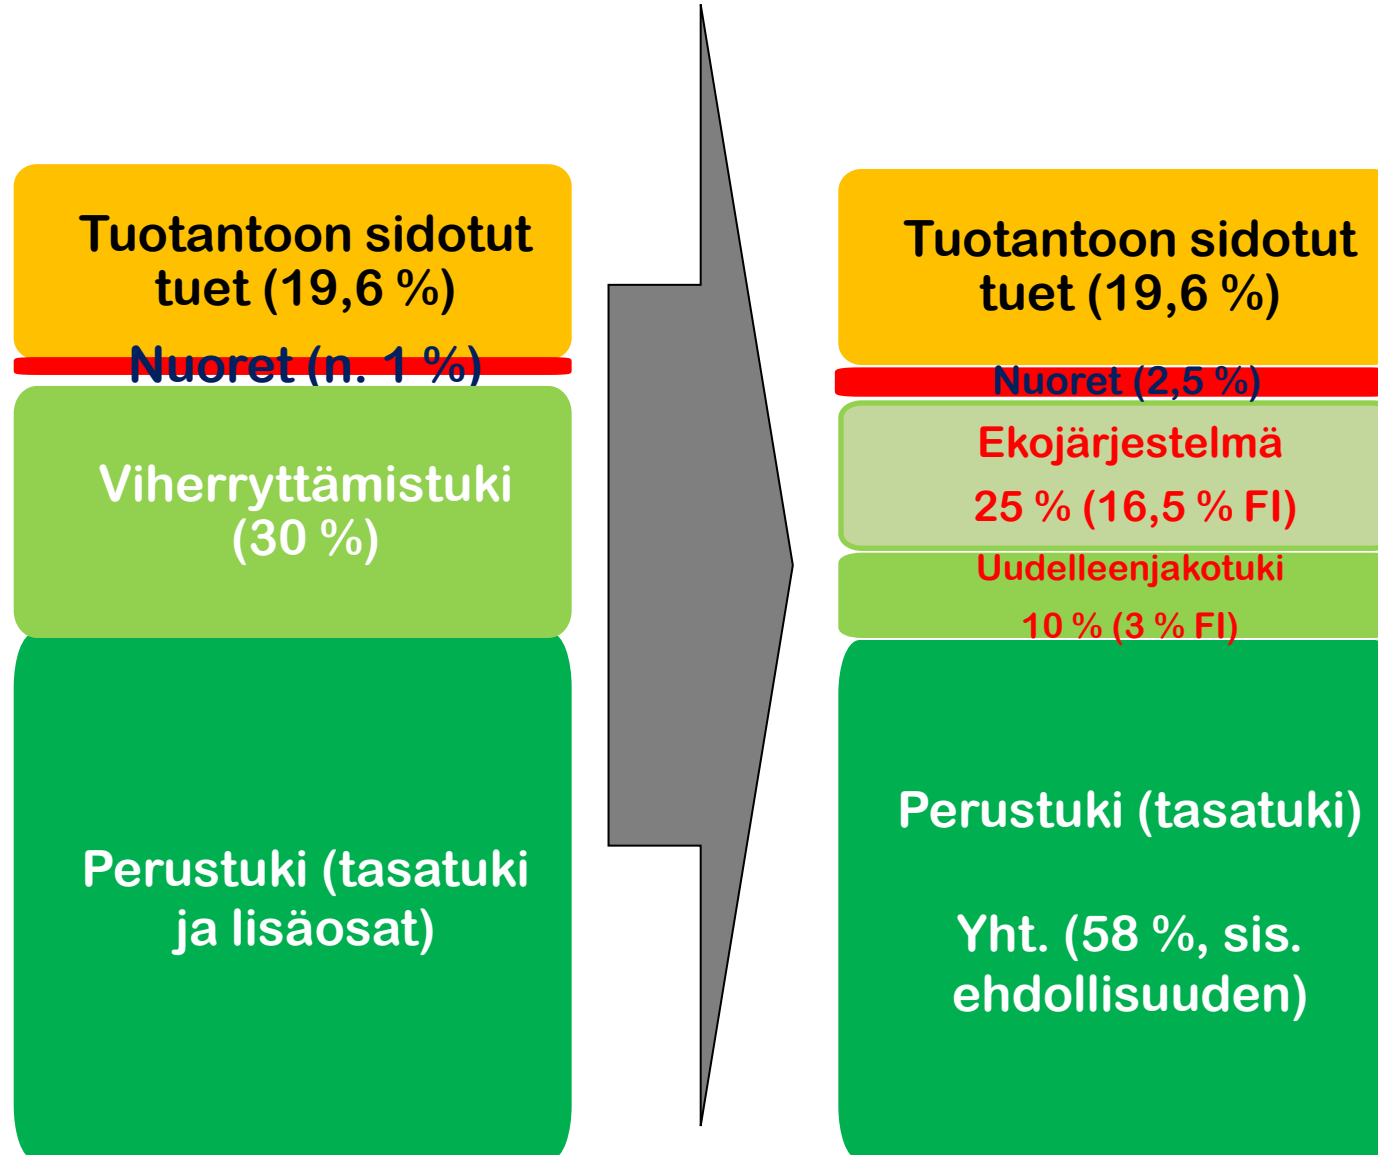 Tuotantoon sidotut
tuet (19,6 %)
Nuoret (n. 1 %)
Viherryttämistuki
(30 %)
Perustuki (tasatuki
ja lisäosat)
Tuotantoon sidotut
tuet (19,6 %)
Nuoret (2,5 %)
Ekojärjestelmä
25 % (16,5 % FI)
Uudelleenjakotuki
10 % (3 % FI)
Perustuki (tasatuki)
Yht. (58 %, sis.
ehdollisuuden)